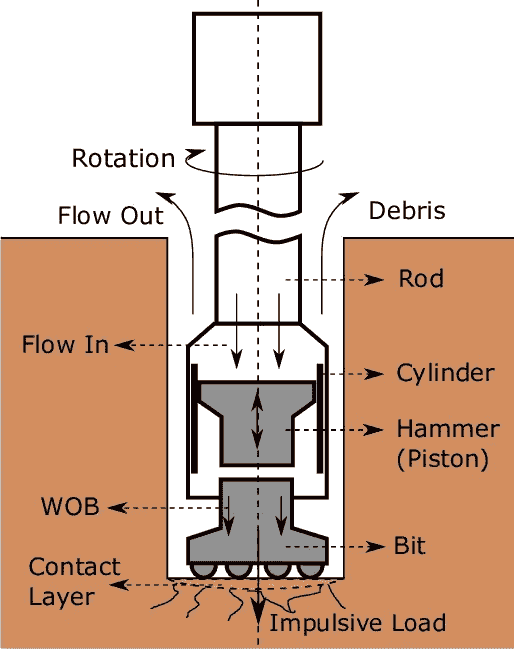 Rotation
Flow Out
Debris
Rod
Flow In
Cylinder
Hammer
(Piston)
WOB
Bit
Contact
Layer
Impulsive Load